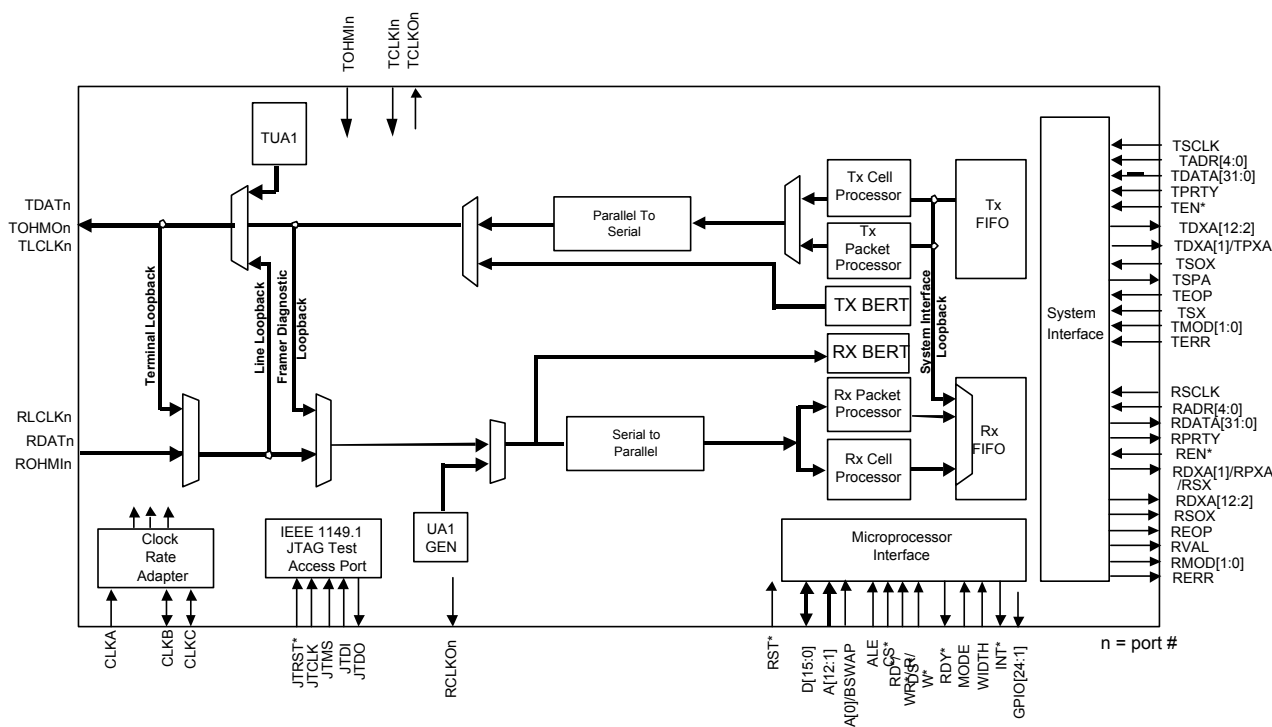 TOHMIn
TCLKIn
TCLKOn
TUA1
TDATn
TOHMOn
TLCLKn
Terminal Loopback
Line Loopback
Framer Diagnostic
Loopback
Parallel To
Serial
Tx Cell
Processor
Tx
Packet
Processor
TX BERT
RX BERT
System Interface
Loopback
Tx
FIFO
System
Interface
TSCLK
TADR[4:0]
TDATA[31:0]
TPRTY
TEN*
TDXA[12:2]
TDXA[1]/TPXA
TSOX
TSPA
TEOP
TSX
TMOD[1:0]
TERR
RSCLK
RADR[4:0]
RDATA[31:0]
RPRTY
REN*
RDXA[1]/RPXA
/RSX
RDXA[12:2]
RSOX
REOP
RVAL
RMOD[1:0]
RERR
RLCLKn
RDATn
ROHMIn
Serial to
Parallel
Rx Packet
Processor
Rx Cell
Processor
Rx
FIFO
Clock
Rate
Adapter
IEEE 1149.1
JTAG Test
Access Port
UA1
GEN
Microprocessor
Interface
CLKA
CLKB
CLKC
JTRST*
JTCLK
JTMS
JTDI
JTDO
RCLKOn
RST*
D[15:0]
A[12:1]
A[0]/BSWAP
ALE
CS*
RD*/
DS*
WR*/R/
W*
RDY*
MODE
WIDTH
INT*
GPIO[24:1]
n = port #